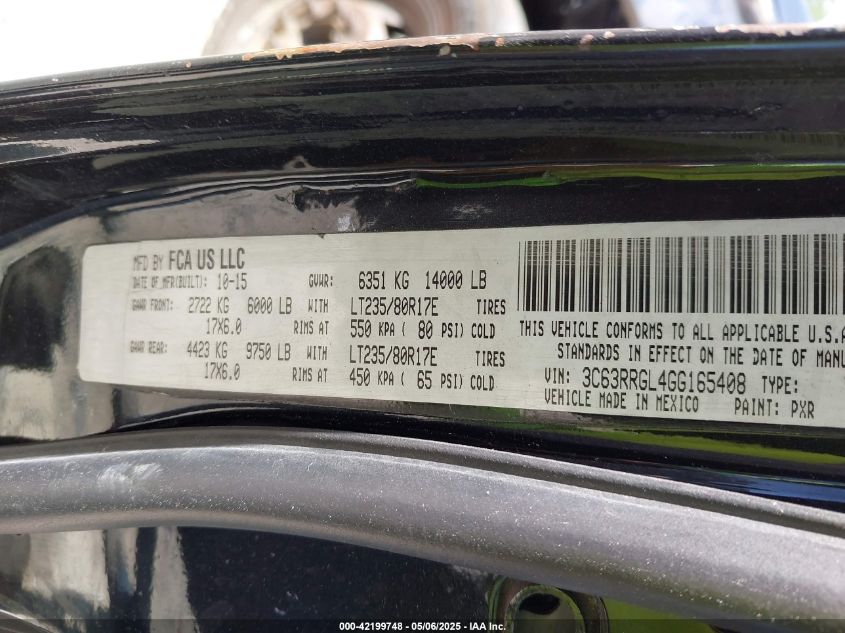 MFD BY FCA US LLC
DATE OF MFR(BUILT): 10-15 GVWR: 6351 KG 14000 LB
GAWR FRONT: 2722 KG 6000 LB WITH LT235/80R17E TIRES
17X6.0 RIMS AT 550 KPA ( 80 PSI) COLD
GAWR REAR: 4423 KG 9750 LB WITH LT235/80R17E TIRES
17X6.0 RIMS AT 450 KPA ( 65 PSI) COLD
THIS VEHICLE CONFORMS TO ALL APPLICABLE U.S.A
STANDARDS IN EFFECT ON THE DATE OF MANU
VIN: 3C63RRGL4GG165408 TYPE:
VEHICLE MADE IN MEXICO PAINT: PXR
000-42199748 - 05/06/2025 - IAA Inc.